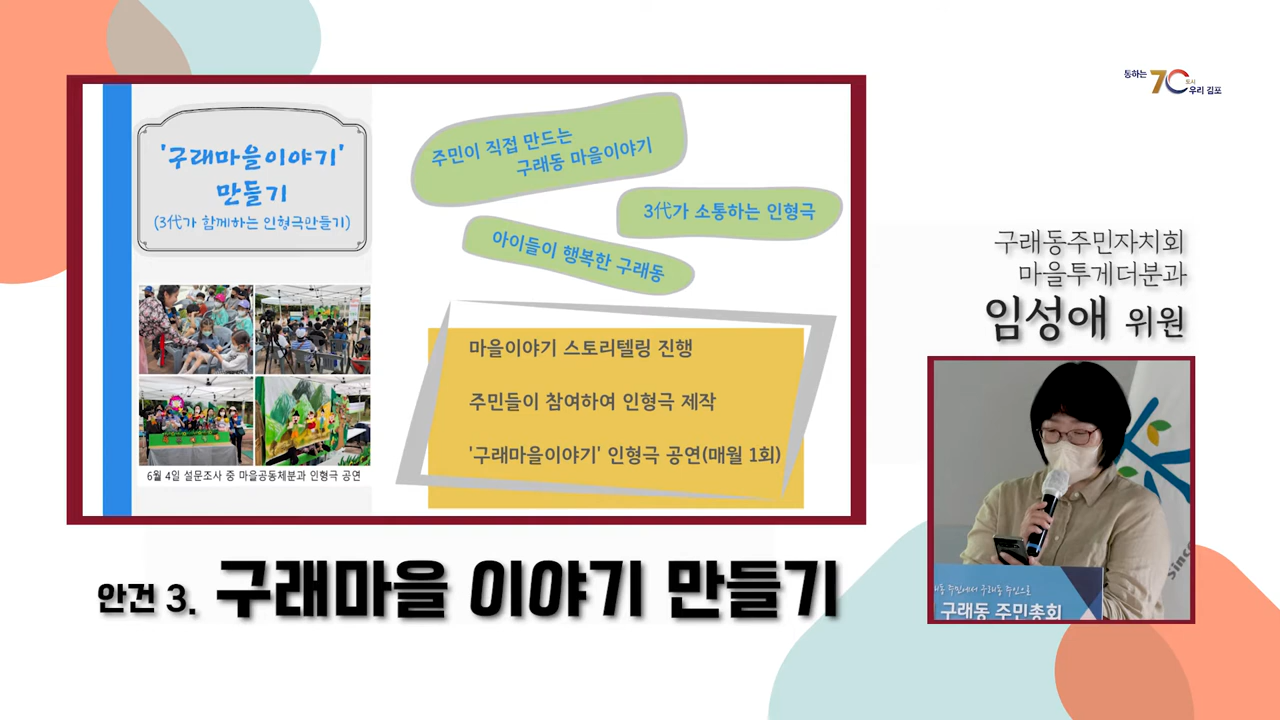 통하는 70 도시 우리 김포
'구래마을이야기'
만들기
(3代가 함께하는 인형극만들기)
6월 4일 설문조사 중 마을공동체분과 인형극 공연
주민이 직접 만드는
구래동 마을이야기
3代가 소통하는 인형극
아이들이 행복한 구래동
마을이야기 스토리텔링 진행
주민들이 참여하여 인형극 제작
'구래마을이야기' 인형극 공연(매월 1회)
안건 3. 구래마을 이야기 만들기
구래동주민자치회
마을투게더분과
임성애 위원
Since
구래동 주민으로
구래동 주민총회